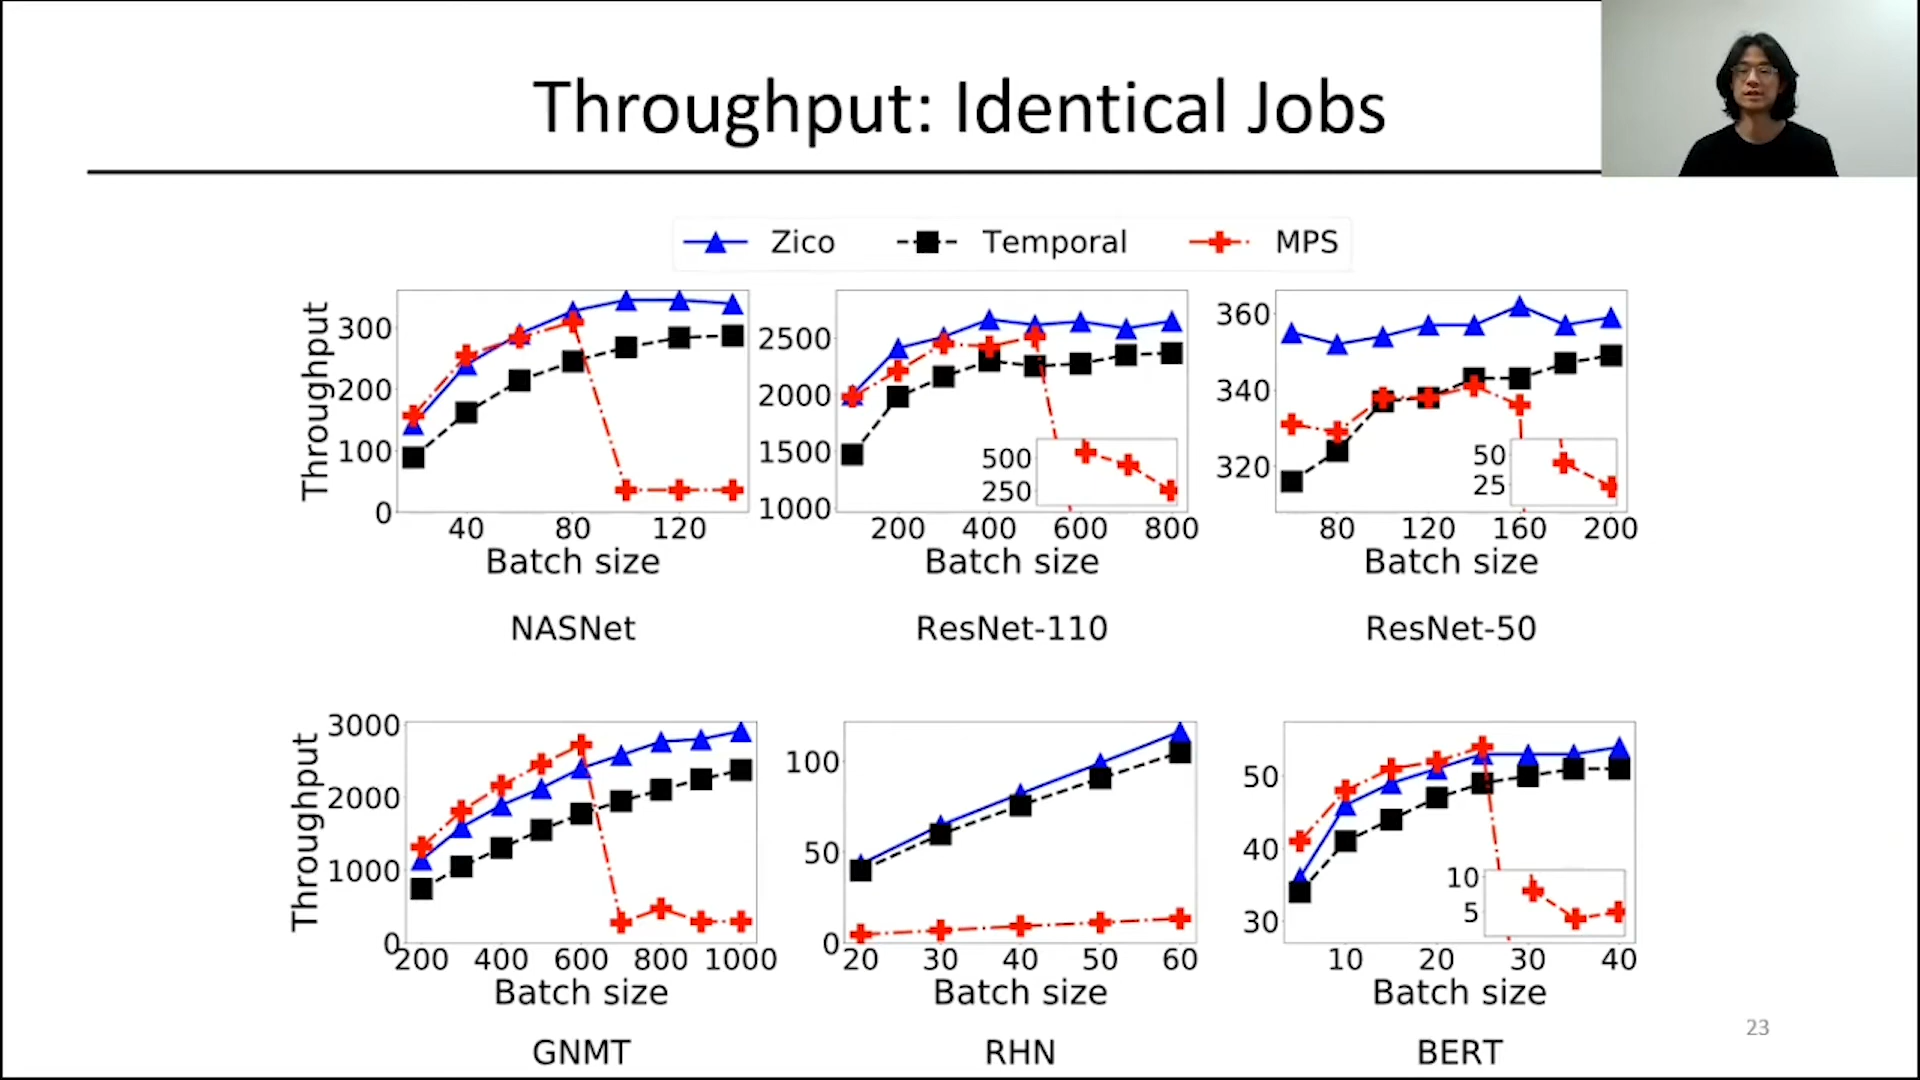 Throughput: Identical Jobs
Zico Temporal MPS
Throughput
300
200
100
0
40 80 120
Batch size
NASNet
2500
2000
1500
1000
500
250
200 400 600 800
Batch size
ResNet-110
360
340
320
50
25
80 120 160 200
Batch size
ResNet-50
Throughput
3000
2000
1000
0
200 400 600 800 1000
Batch size
GNMT
100
50
0
20 30 40 50 60
Batch size
RHN
50
40
30
10
5
10 20 30 40
Batch size
BERT
23